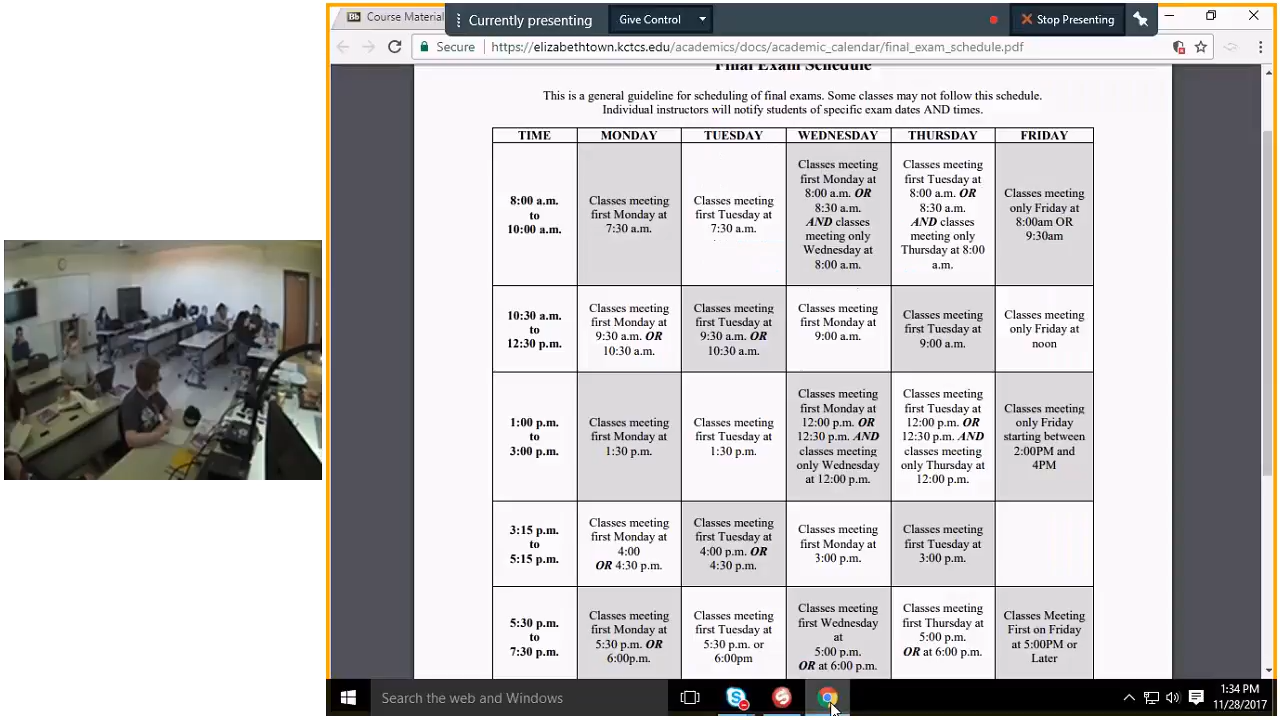 Course Material
Currently presenting
Give Control
Stop Presenting
Secure
https://elizabethtown.kctcs.edu/academics/docs/academic_calendar/final_exam_schedule.pdf
Final Exam Schedule
This is a general guideline for scheduling of final exams. Some classes may not follow this schedule.
Individual instructors will notify students of specific exam dates AND times.
TIME MONDAY TUESDAY WEDNESDAY THURSDAY FRIDAY
8:00 a.m.
to
10:00 a.m.
Classes meeting
first Monday at
7:30 a.m.
Classes meeting
first Tuesday at
7:30 a.m.
Classes meeting
first Monday at
8:00 a.m. OR
8:30 a.m.
AND classes
meeting only
Wednesday at
8:00 a.m.
Classes meeting
first Tuesday at
8:00 a.m. OR
8:30 a.m.
AND classes
meeting only
Thursday at 8:00
a.m.
Classes meeting
only Friday at
8:00am OR
9:30am
10:30 a.m.
to
12:30 p.m.
Classes meeting
first Monday at
9:30 a.m. OR
10:30 a.m.
Classes meeting
first Tuesday at
9:30 a.m. OR
10:30 a.m.
Classes meeting
first Monday at
9:00 a.m.
Classes meeting
first Tuesday at
9:00 a.m.
Classes meeting
only Friday at
noon
1:00 p.m.
to
3:00 p.m.
Classes meeting
first Monday at
1:30 p.m.
Classes meeting
first Tuesday at
1:30 p.m.
Classes meeting
first Monday at
12:00 p.m. OR
12:30 p.m. AND
classes meeting
only Wednesday
at 12:00 p.m.
Classes meeting
first Tuesday at
12:00 p.m. OR
12:30 p.m. AND
classes meeting
only Thursday at
12:00 p.m.
Classes meeting
only Friday
starting between
2:00PM and
4PM
3:15 p.m.
to
5:15 p.m.
Classes meeting
first Monday at
4:00
OR 4:30 p.m.
Classes meeting
first Tuesday at
4:00 p.m. OR
4:30 p.m.
Classes meeting
first Monday at
3:00 p.m.
Classes meeting
first Tuesday at
3:00 p.m.
5:30 p.m.
to
7:30 p.m.
Classes meeting
first Monday at
5:30 p.m. OR
6:00p.m.
Classes meeting
first Tuesday at
5:30 p.m. or
6:00pm
Classes meeting
first Wednesday
at
5:00 p.m.
OR at 6:00 p.m.
Classes meeting
first Thursday at
5:00 p.m.
OR at 6:00 p.m.
Classes Meeting
First on Friday
at 5:00PM or
Later
Search the web and Windows
1:34 PM
11/28/2017